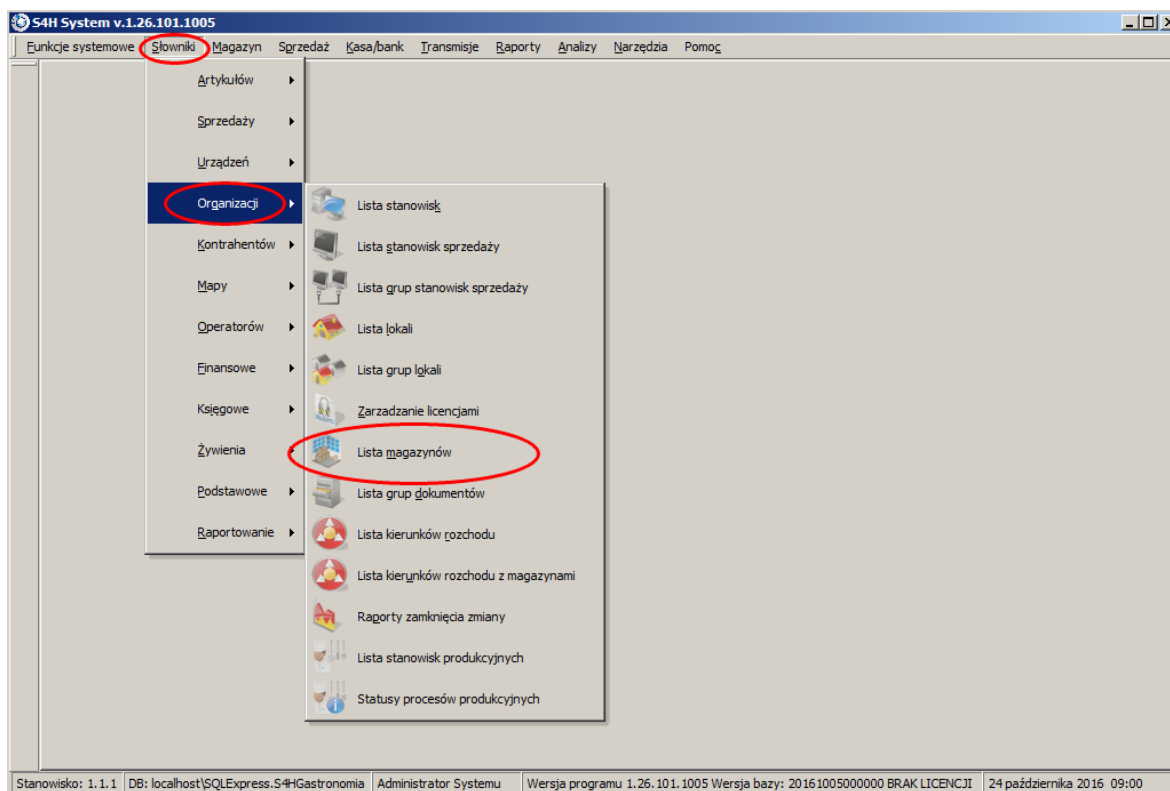 S4H System v.1.26.101.1005
Funkcje systemowe Słowniki Magazyn Sprzedaż Kasa/bank Transmisje Raporty Analizy Narzędzia Pomoc
Artykułów
Sprzedaży
Urządzeń
Organizacji
Kontrahentów
Mapy
Operatorów
Finansowe
Księgowe
Żywienia
Podstawowe
Raportowanie
Lista stanowisk
Lista stanowisk sprzedaży
Lista grup stanowisk sprzedaży
Lista lokali
Lista grup lokali
Zarzadzanie licencjami
Lista magazynów
Lista grup dokumentów
Lista kierunków rozchodu
Lista kierunków rozchodu z magazynami
Raporty zamknięcia zmiany
Lista stanowisk produkcyjnych
Statusy procesów produkcyjnych
Stanowisko: 1.1.1 DB: localhost\SQLExpress.S4HGastronomia Administrator Systemu Wersja programu 1.26.101.1005 Wersja bazy: 20161005000000 BRAK LICENCJI 24 października 2016 09:00